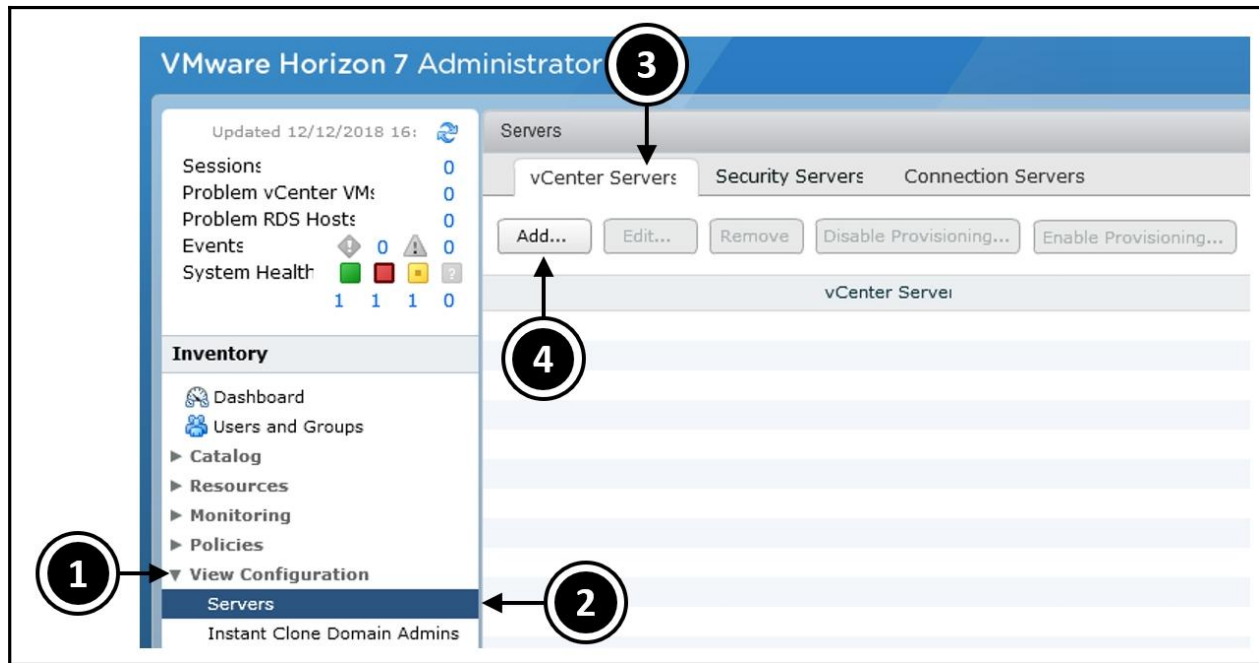 VMware Horizon 7 Administrator
3
Updated 12/12/2018 16:
Sessions 0
Problem vCenter VMs 0
Problem RDS Hosts 0
Events 0 0
System Health ?
1 1 1 0
Inventory
Dashboard
Users and Groups
Catalog
Resources
Monitoring
Policies
1
View Configuration
Servers
2
Instant Clone Domain Admins
Servers
vCenter Servers Security Servers Connection Servers
Add... Edit... Remove Disable Provisioning... Enable Provisioning...
vCenter Server
4